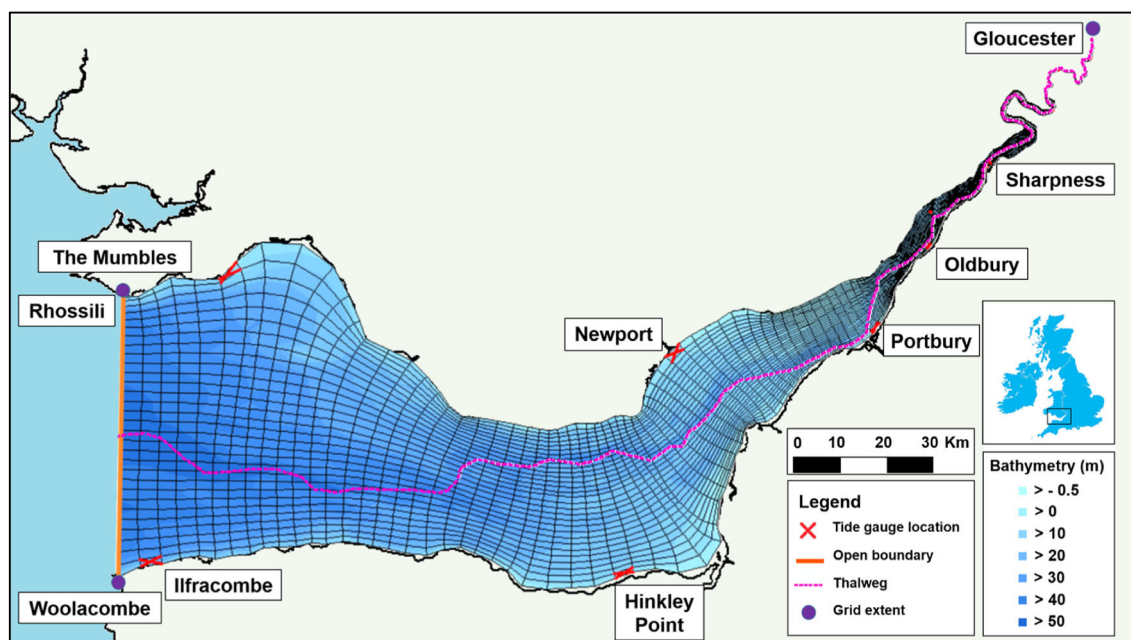 Gloucester
Sharpness
The Mumbles
Oldbury
Rhossili
Newport
Portbury
0 10 20 30 Km
Bathymetry (m)
> - 0.5
> 0
> 10
> 20
> 30
> 40
> 50
Legend
Tide gauge location
Open boundary
Thalweg
Grid extent
Ilfracombe
Woolacombe
Hinkley
Point